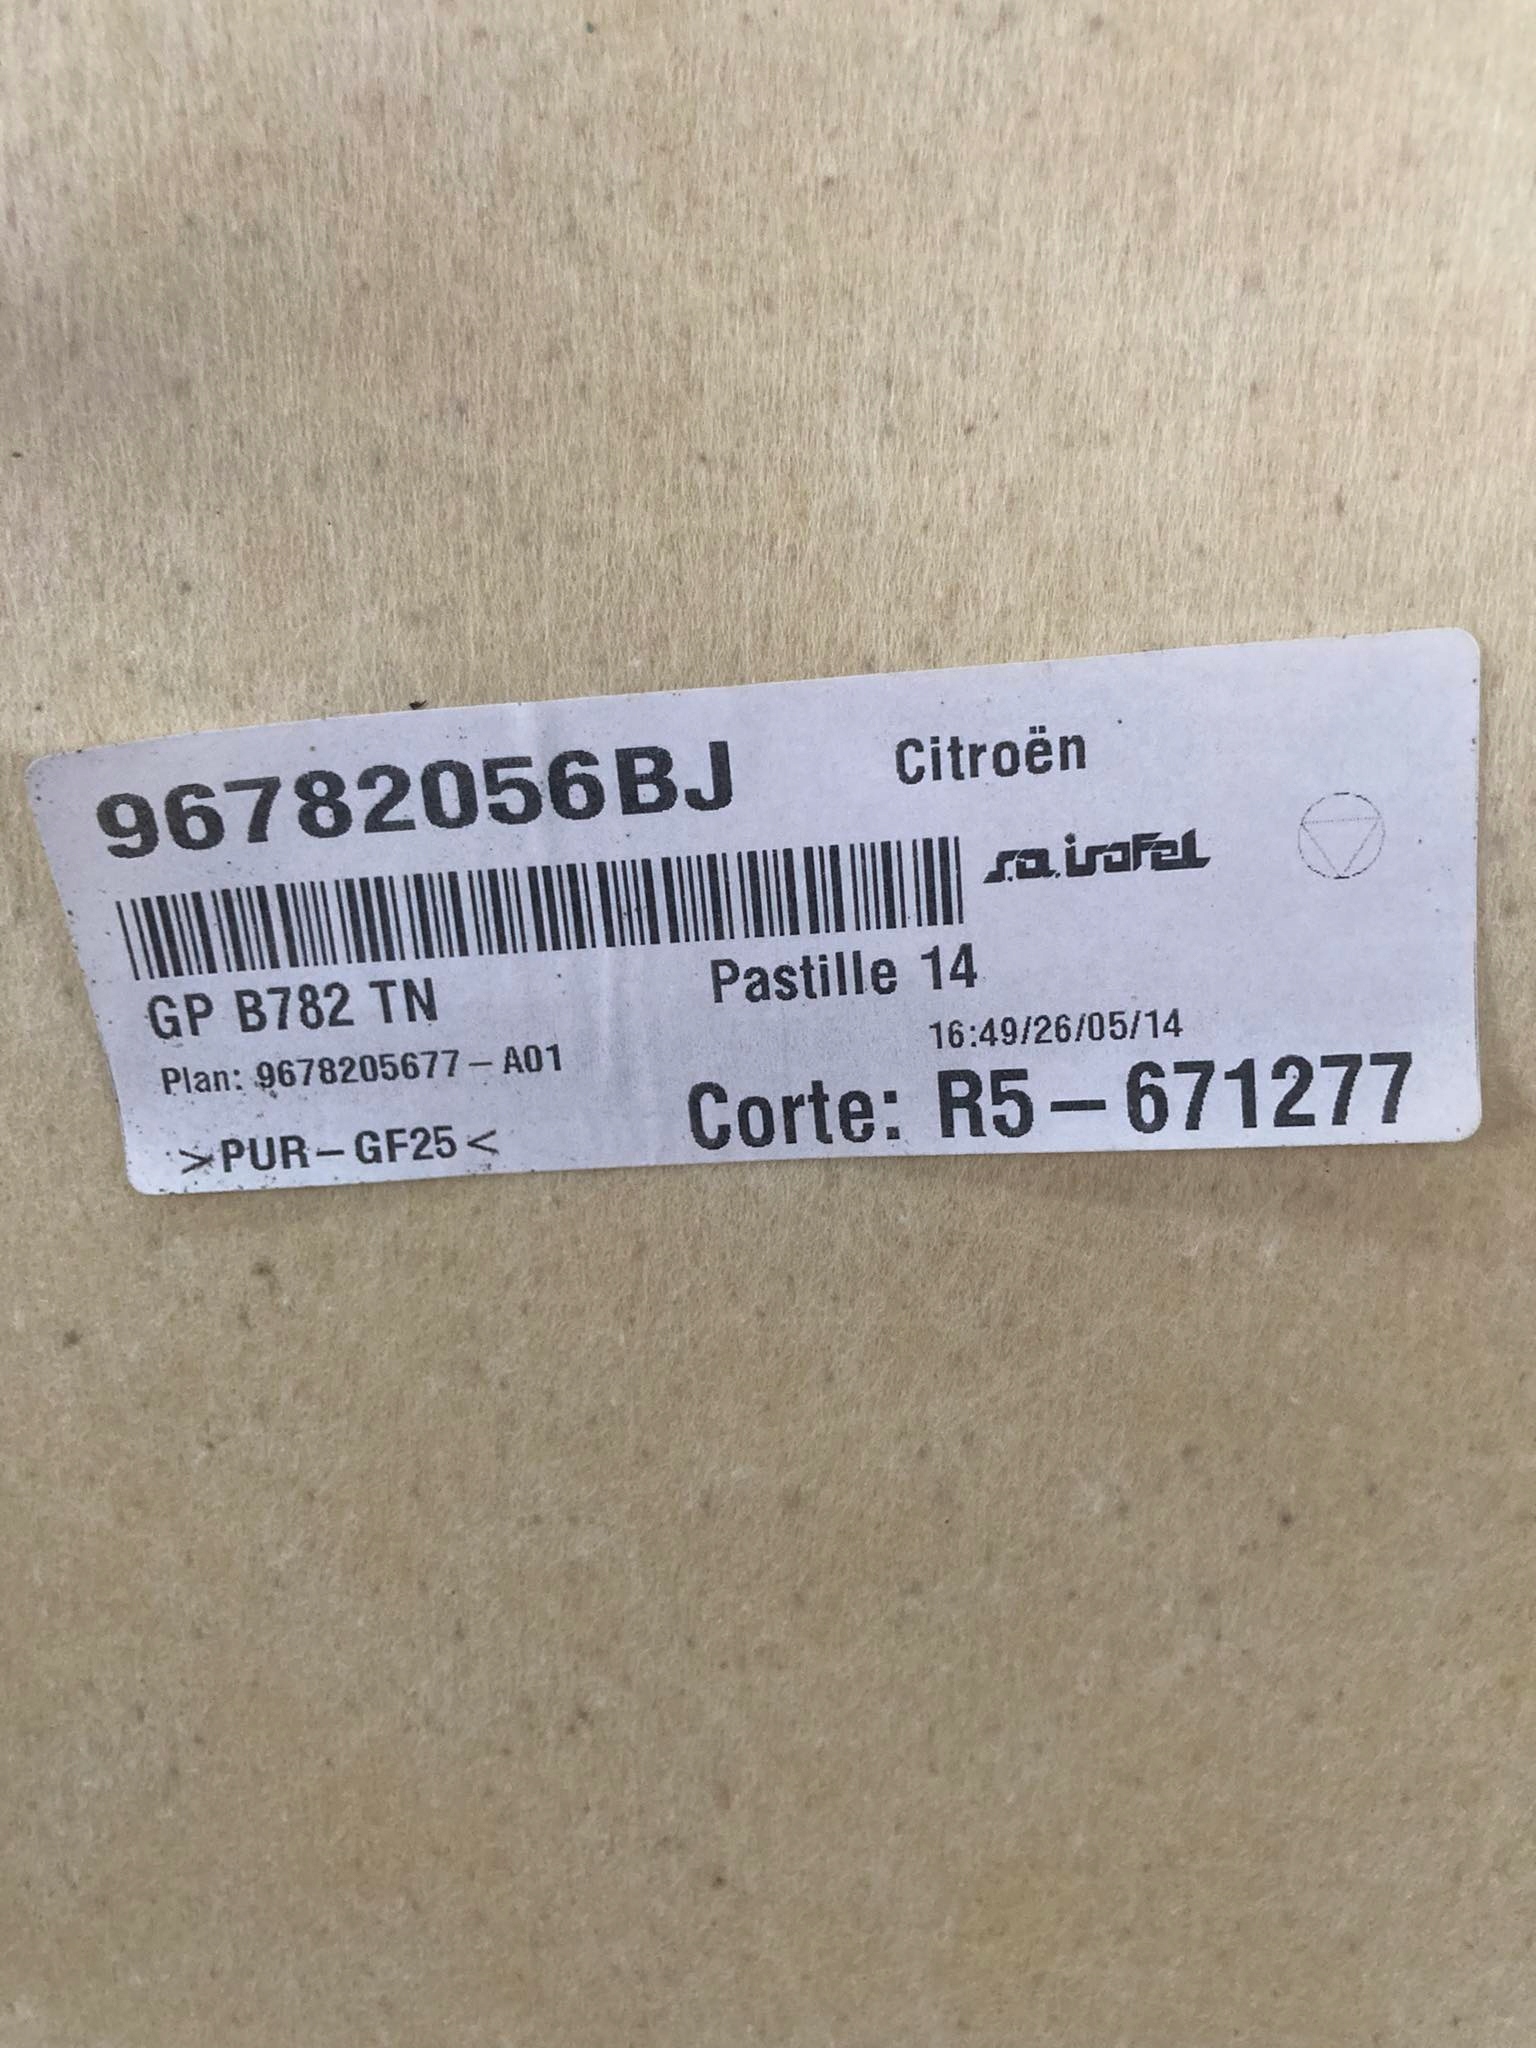 96782056BJ
Citroën
s.a. isofel
GP B782 TN
Pastille 14
16:49/26/05/14
Plan: 9678205677-A01
Corte: R5-671277
>PUR-GF25<